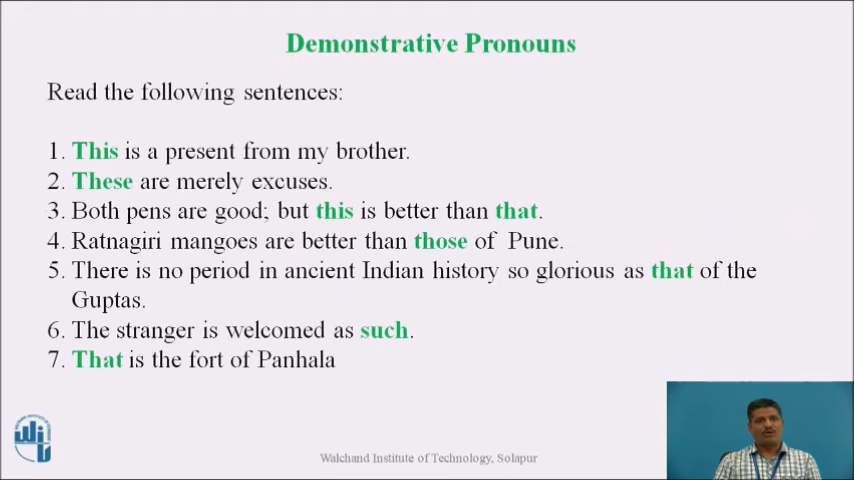 Demonstrative Pronouns
Read the following sentences:
1. This is a present from my brother.
2. These are merely excuses.
3. Both pens are good; but this is better than that.
4. Ratnagiri mangoes are better than those of Pune.
5. There is no period in ancient Indian history so glorious as that of the
Guptas.
6. The stranger is welcomed as such.
7. That is the fort of Panhala
Walchand Institute of Technology, Solapur